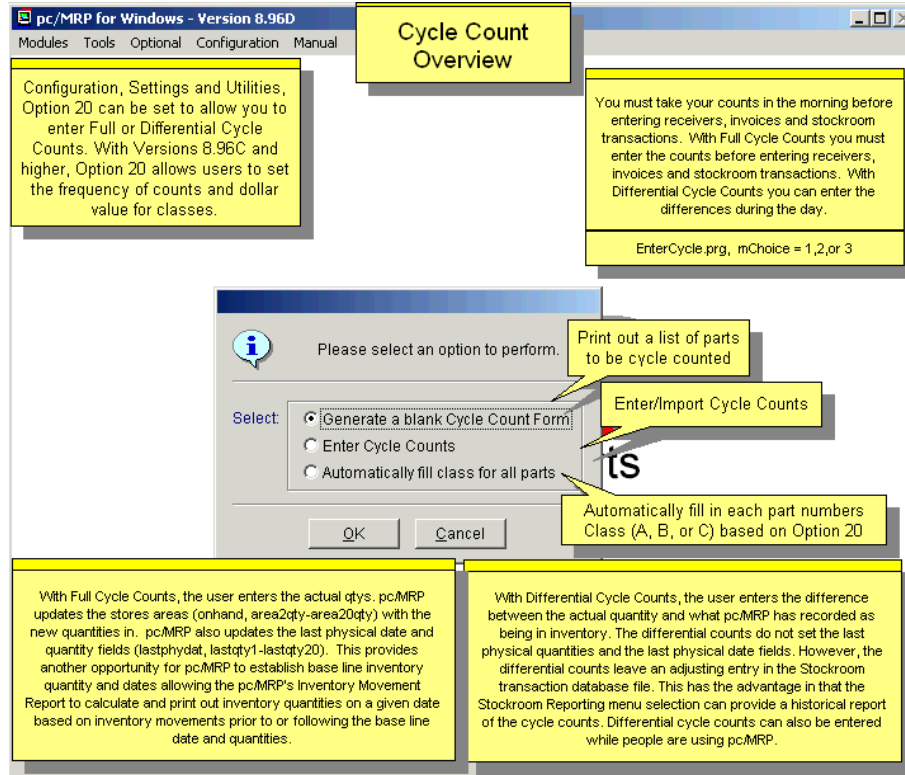 pc/MRP for Windows - Version 8.96D
Modules Tools Optional Configuration Manual
Cycle Count
Overview
Configuration, Settings and Utilities,
Option 20 can be set to allow you to
enter Full or Differential Cycle
Counts. With Versions 8.96C and
higher, Option 20 allows users to set
the frequency of counts and dollar
value for classes.
You must take your counts in the morning before
entering receivers, invoices and stockroom
transactions. With Full Cycle Counts you must
enter the counts before entering receivers,
invoices and stockroom transactions. With
Differential Cycle Counts you can enter the
differences during the day.
EnterCycle.prg, mChoice = 1,2,or 3
Please select an option to perform.
Print out a list of parts
to be cycle counted
Select:
Generate a blank Cycle Count Form
Enter Cycle Counts
Automatically fill class for all parts
Enter/Import Cycle Counts
ts
Automatically fill in each part numbers
Class (A, B, or C) based on Option 20
OK Cancel
With Full Cycle Counts, the user enters the actual qtys. pc/MRP
updates the stores areas (onhand, area2qty-area20qty) with the
new quantities in. pc/MRP also updates the last physical date and
quantity fields (lastphydat, lastqty1-lastqty20). This provides
another opportunity for pc/MRP to establish base line inventory
quantity and dates allowing the pc/MRP's Inventory Movement
Report to calculate and print out inventory quantities on a given date
based on inventory movements prior to or following the base line
date and quantities.
With Differential Cycle Counts, the user enters the difference
between the actual quantity and what pc/MRP has recorded as
being in inventory. The differential counts do not set the last
physical quantities and the last physical date fields. However, the
differential counts leave an adjusting entry in the Stockroom
transaction database file. This has the advantage in that the
Stockroom Reporting menu selection can provide a historical report
of the cycle counts. Differential cycle counts can also be entered
while people are using pc/MRP.